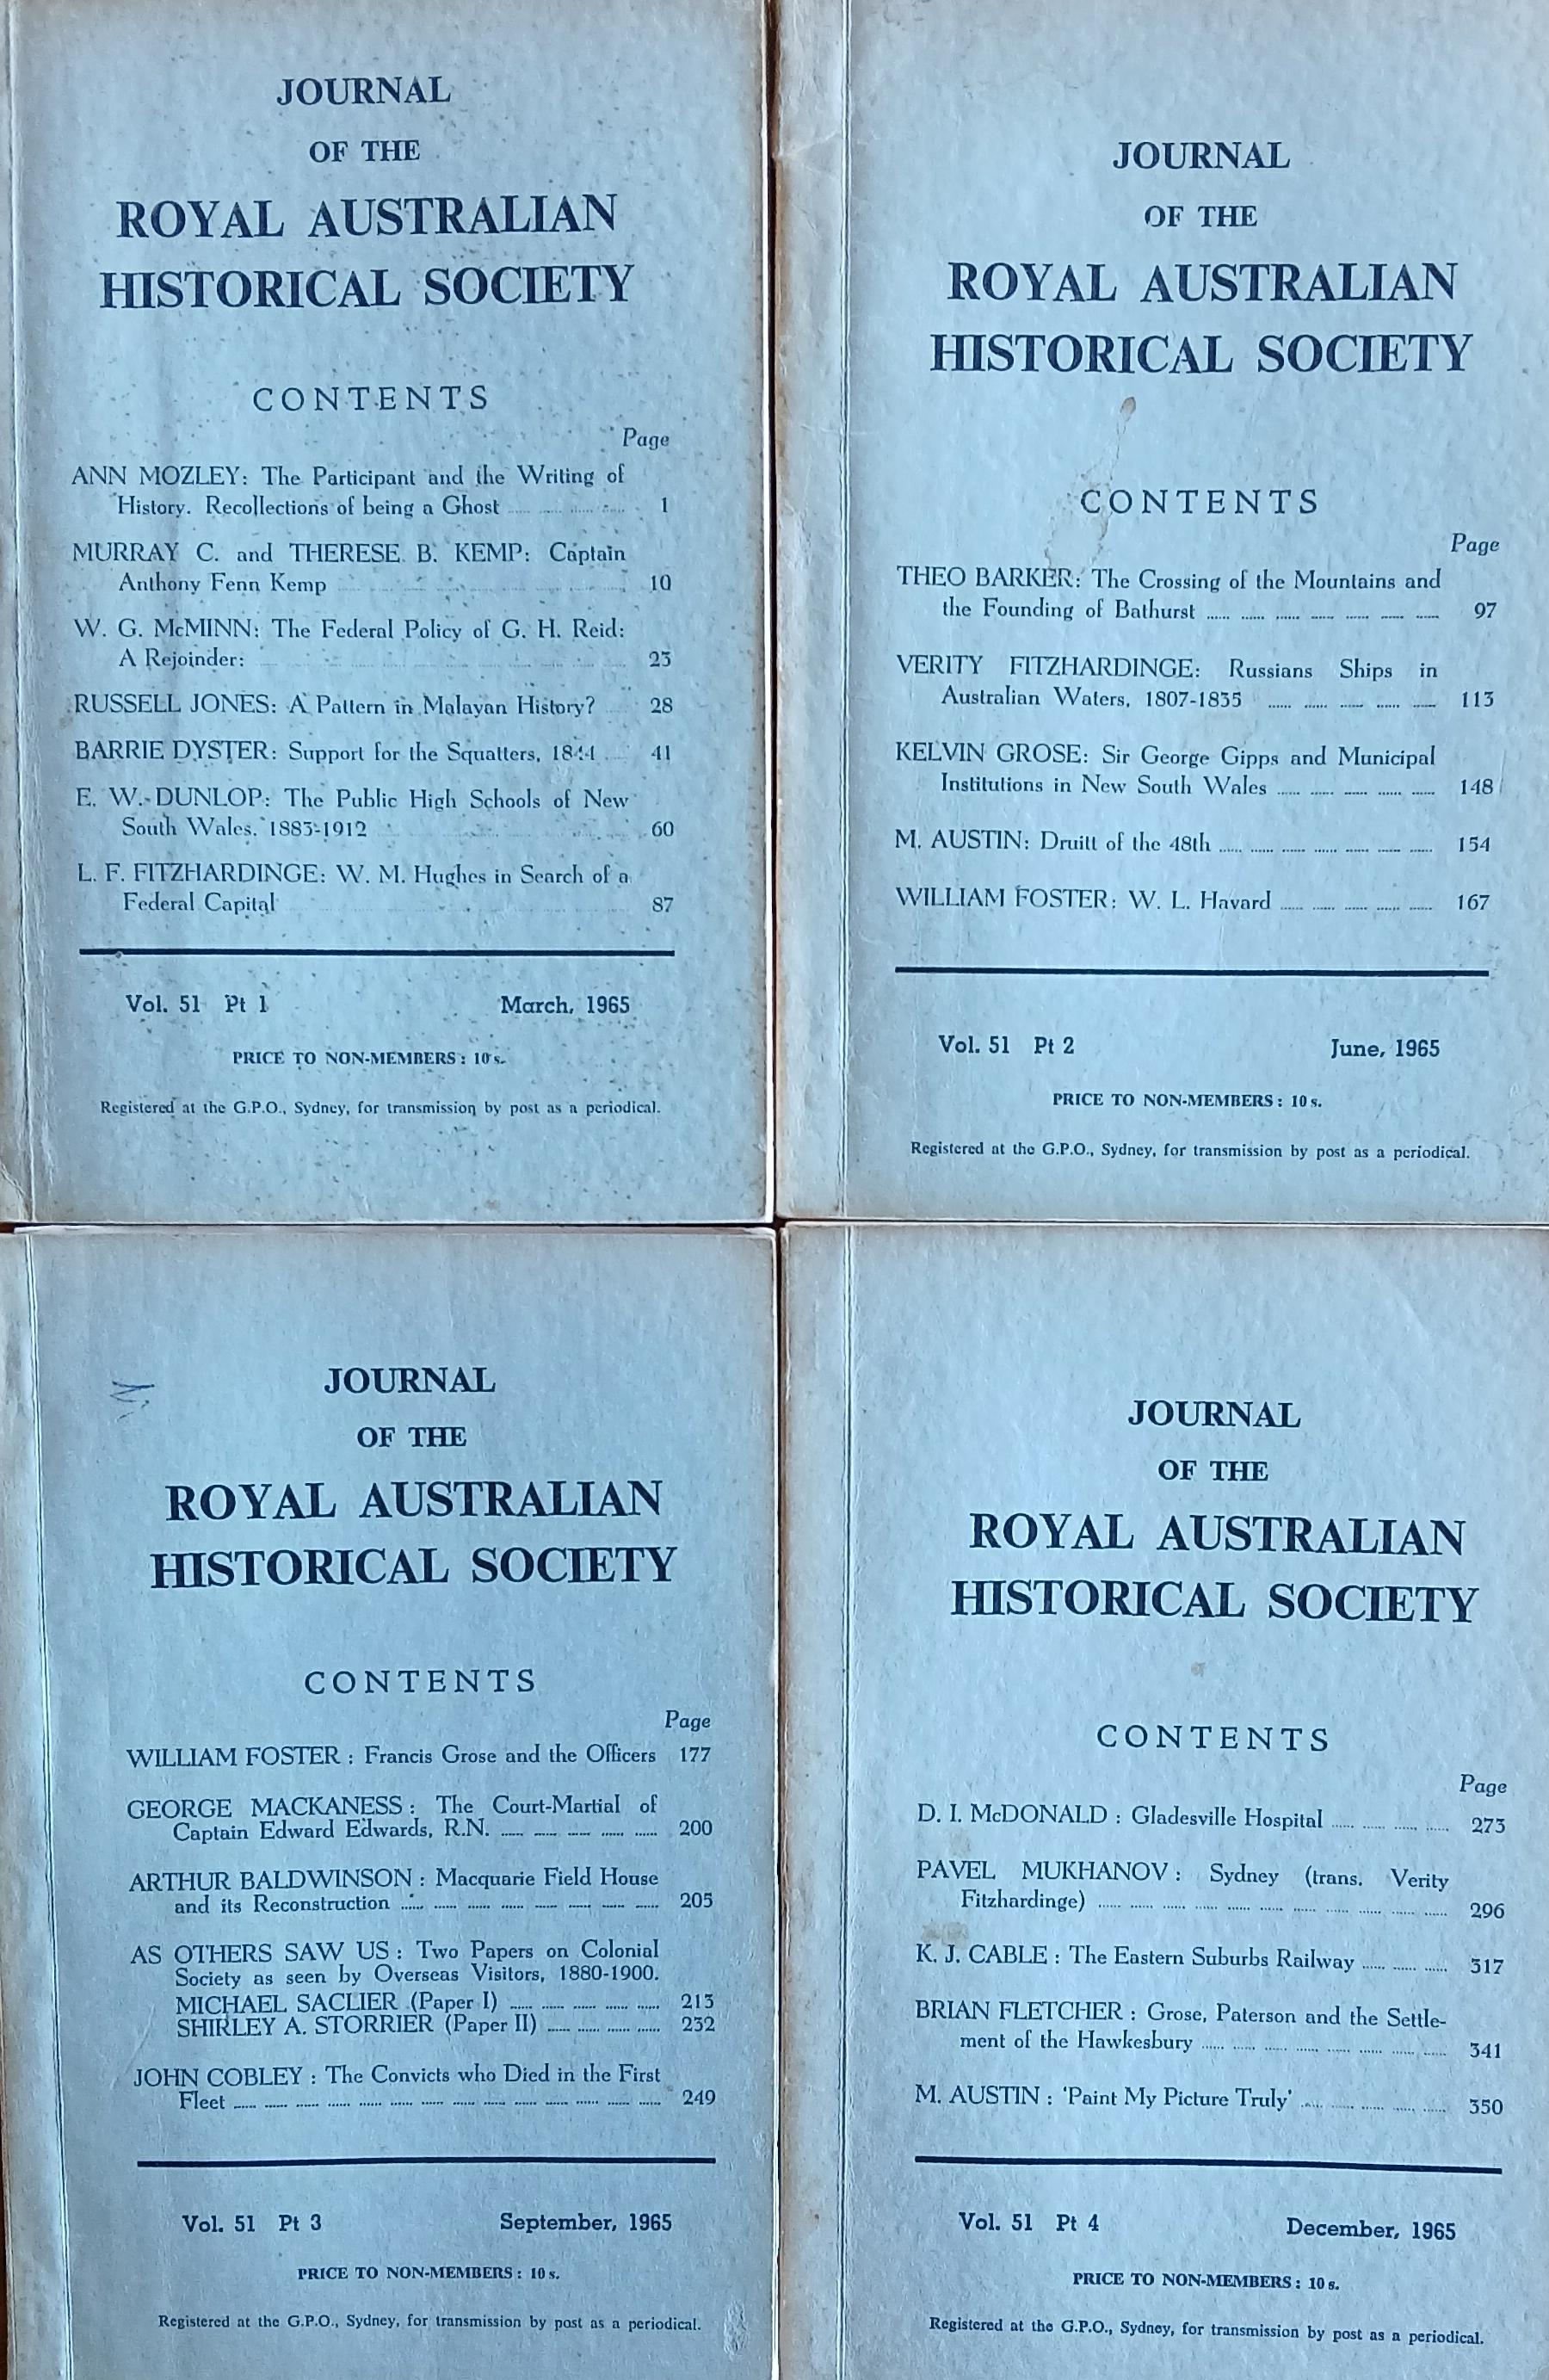 JOURNAL
OF THE
ROYAL AUSTRALIAN
HISTORICAL SOCIETY
CONTENTS
Page
ANN MOZLEY: The Participant and the Writing of
History. Recollections of being a Ghost ...... ...... ...... ...... 1
MURRAY C. and THERESE B. KEMP: Captain
Anthony Fenn Kemp ...... ...... ...... ...... 10
W. G. McMINN: The Federal Policy of G. H. Reid:
A Rejoinder: ...... ...... ...... ...... 23
RUSSELL JONES: A Pattern in Malayan History? ...... 28
BARRIE DYSTER: Support for the Squatters, 1844 ...... 41
E. W. DUNLOP: The Public High Schools of New
South Wales. 1883-1912 ...... ...... ...... 60
L. F. FITZHARDINGE: W. M. Hughes in Search of a
Federal Capital ...... ...... ...... ...... 87
Vol. 51 Pt 1 March, 1965
PRICE TO NON-MEMBERS: 10s.
Registered at the G.P.O., Sydney, for transmission by post as a periodical.
JOURNAL
OF THE
ROYAL AUSTRALIAN
HISTORICAL SOCIETY
CONTENTS
Page
THEO BARKER: The Crossing of the Mountains and
the Founding of Bathurst ...... ...... ...... ...... ...... ...... ...... 97
VERITY FITZHARDINGE: Russians Ships in
Australian Waters, 1807-1835 ...... ...... ...... ...... ...... 113
KELVIN GROSE: Sir George Gipps and Municipal
Institutions in New South Wales ...... ...... ...... ...... ...... 148
M. AUSTIN: Druitt of the 48th ...... ...... ...... ...... ...... ...... ...... 154
WILLIAM FOSTER: W. L. Havard ...... ...... ...... ...... ...... 167
Vol. 51 Pt 2 June, 1965
PRICE TO NON-MEMBERS: 10s.
Registered at the G.P.O., Sydney, for transmission by post as a periodical.
JOURNAL
OF THE
ROYAL AUSTRALIAN
HISTORICAL SOCIETY
CONTENTS
Page
WILLIAM FOSTER : Francis Grose and the Officers 177
GEORGE MACKANESS : The Court-Martial of
Captain Edward Edwards, R.N. ...... ...... ...... ...... ...... 200
ARTHUR BALDWINSON : Macquarie Field House
and its Reconstruction ...... ...... ...... ...... ...... ...... ...... ...... 205
AS OTHERS SAW US : Two Papers on Colonial
Society as seen by Overseas Visitors, 1880-1900.
MICHAEL SACLIER (Paper I) ...... ...... ...... ...... ...... 213
SHIRLEY A. STORRIER (Paper II) ...... ...... ...... ...... 232
JOHN COBLEY : The Convicts who Died in the First
Fleet ...... ...... ...... ...... ...... ...... ...... ...... ...... ...... ...... ...... ...... ...... 249
Vol. 51 Pt 3 September, 1965
PRICE TO NON-MEMBERS: 10s.
Registered at the G.P.O., Sydney, for transmission by post as a periodical.
JOURNAL
OF THE
ROYAL AUSTRALIAN
HISTORICAL SOCIETY
CONTENTS
Page
D. I. McDONALD : Gladesville Hospital ...... ...... ...... ...... 273
PAVEL MUKHANOV : Sydney (trans. Verity
Fitzhardinge) ...... ...... ...... ...... ...... ...... ...... ...... ...... ...... ...... 296
K. J. CABLE : The Eastern Suburbs Railway ...... ...... ...... 317
BRIAN FLETCHER : Grose, Paterson and the Settle-
ment of the Hawkesbury ...... ...... ...... ...... ...... ...... ...... ...... 341
M. AUSTIN : 'Paint My Picture Truly' ...... ...... ...... ...... ...... 350
Vol. 51 Pt 4 December, 1965
PRICE TO NON-MEMBERS: 10s.
Registered at the G.P.O., Sydney, for transmission by post as a periodical.